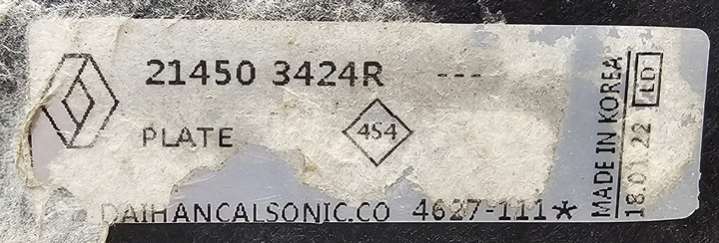 21450 3424R ---
PLATE 4S4
DAIHANCALSONIC.CO 4627-111*
MADE IN KOREA
18.01.22 LD